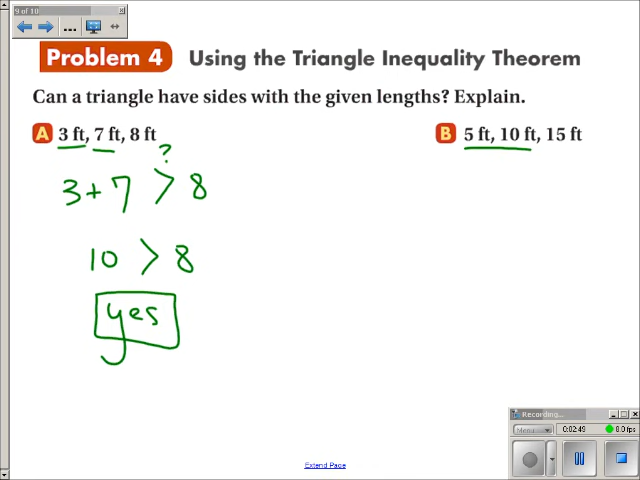 9 of 10
Problem 4 Using the Triangle Inequality Theorem
Can a triangle have sides with the given lengths? Explain.
A 3 ft, 7 ft, 8 ft
B 5 ft, 10 ft, 15 ft
?
3 + 7 > 8
10 > 8
yes
Recording...
Menu
0:02:49
8.0 fps
Extend Page